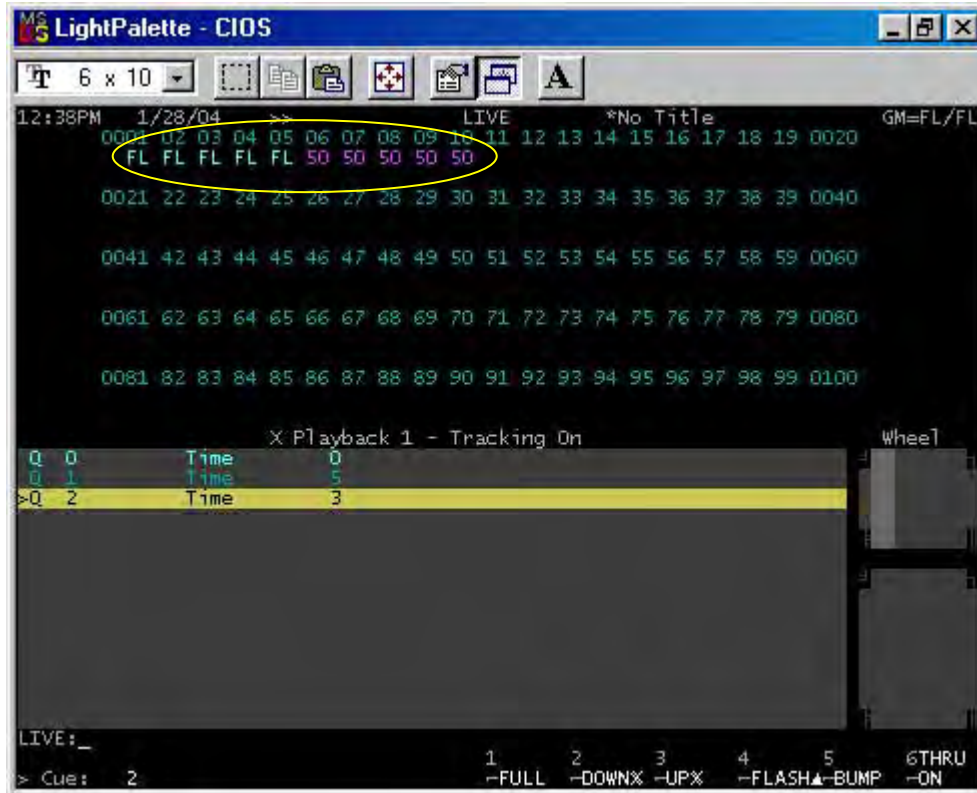 LightPalette - CIOS
6 x 10
12:38PM 1/28/04 >> LIVE *No Title GM=FL/FL
0001 02 03 04 05 06 07 08 09 10 11 12 13 14 15 16 17 18 19 0020
FL FL FL FL FL 50 50 50 50 50
0021 22 23 24 25 26 27 28 29 30 31 32 33 34 35 36 37 38 39 0040
0041 42 43 44 45 46 47 48 49 50 51 52 53 54 55 56 57 58 59 0060
0061 62 63 64 65 66 67 68 69 70 71 72 73 74 75 76 77 78 79 0080
0081 82 83 84 85 86 87 88 89 90 91 92 93 94 95 96 97 98 99 0100
X Playback 1 - Tracking On Wheel
Q 0 Time 0
Q 1 Time 5
>Q 2 Time 3
LIVE:_
1 2 3 4 5 6THRU
> Cue: 2 FULL DOWN% UP% FLASH▲ BUMP ON